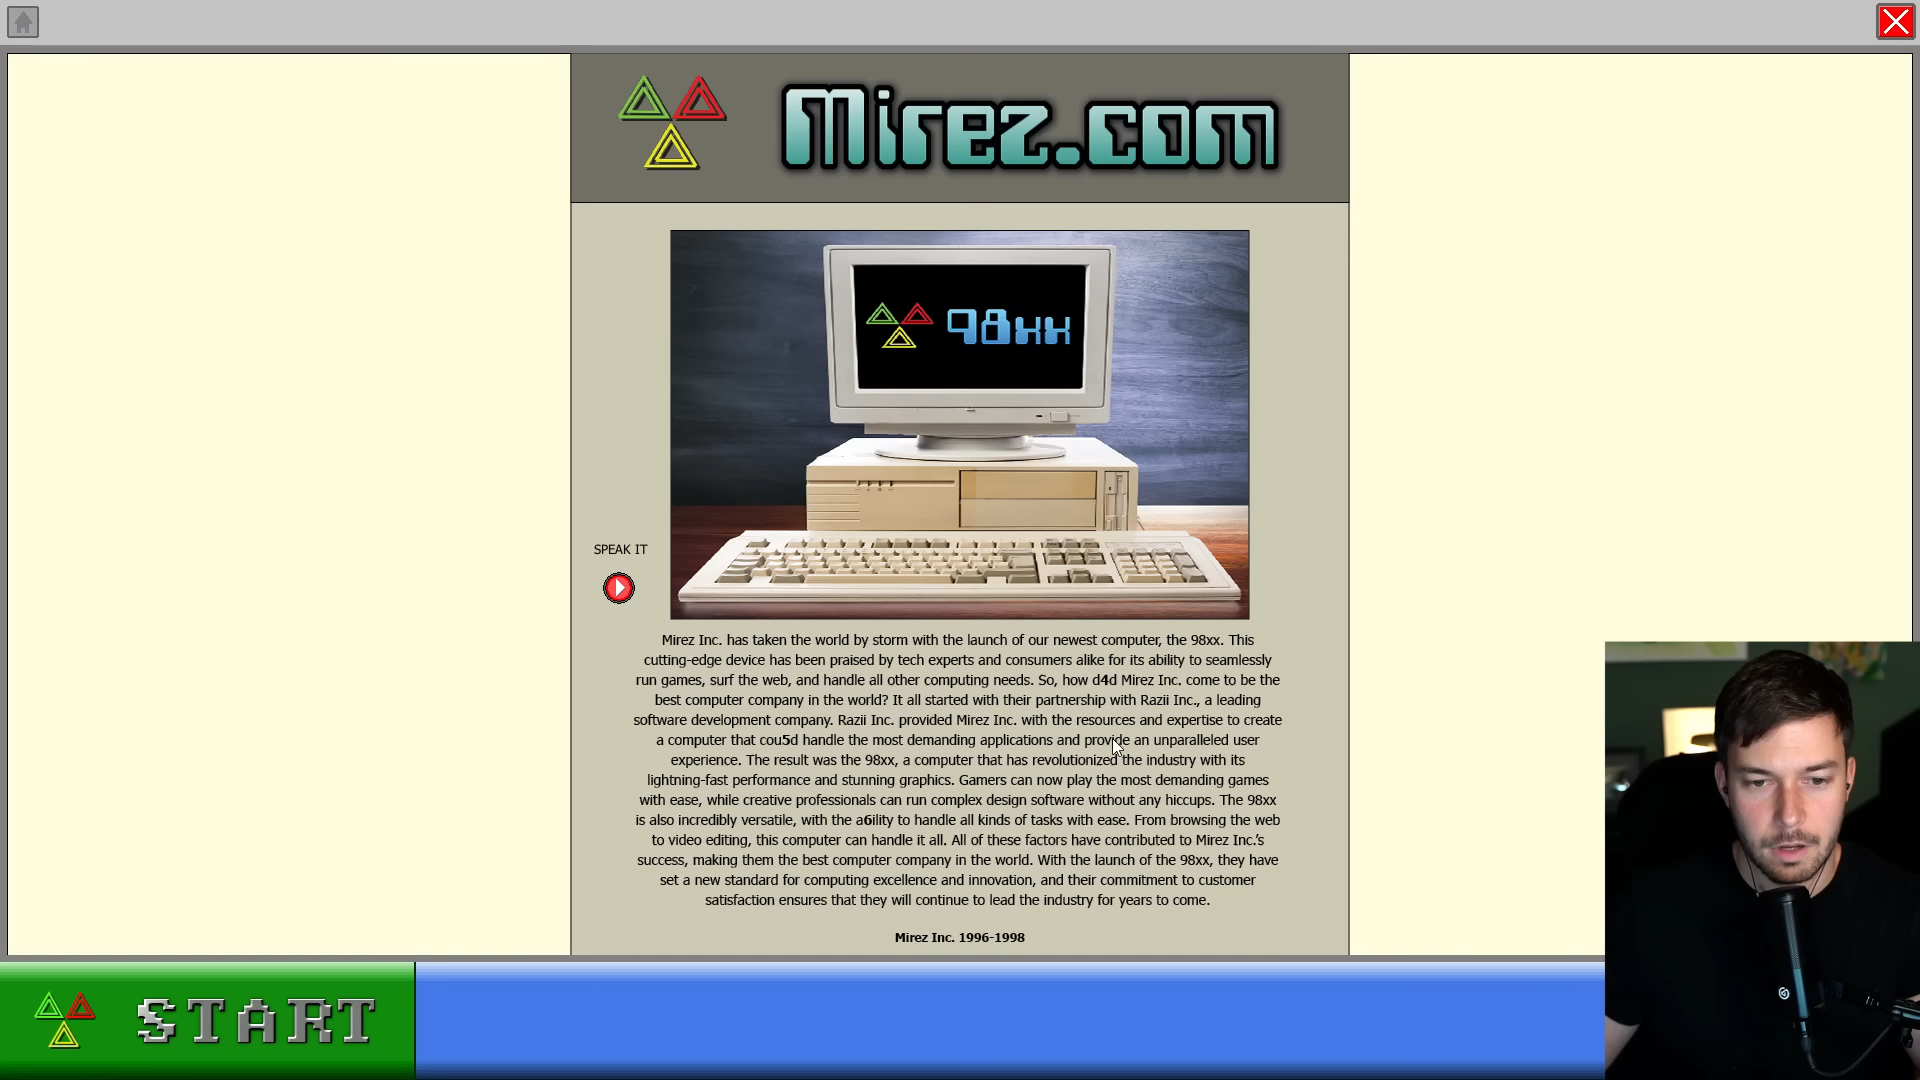 Mirez.com
98xx
SPEAK IT
Mirez Inc. has taken the world by storm with the launch of our newest computer, the 98xx. This
cutting-edge device has been praised by tech experts and consumers alike for its ability to seamlessly
run games, surf the web, and handle all other computing needs. So, how d4d Mirez Inc. come to be the
best computer company in the world? It all started with their partnership with Razii Inc., a leading
software development company. Razii Inc. provided Mirez Inc. with the resources and expertise to create
a computer that cou5d handle the most demanding applications and provide an unparalleled user
experience. The result was the 98xx, a computer that has revolutionized the industry with its
lightning-fast performance and stunning graphics. Gamers can now play the most demanding games
with ease, while creative professionals can run complex design software without any hiccups. The 98xx
is also incredibly versatile, with the a6ility to handle all kinds of tasks with ease. From browsing the web
to video editing, this computer can handle it all. All of these factors have contributed to Mirez Inc.'s
success, making them the best computer company in the world. With the launch of the 98xx, they have
set a new standard for computing excellence and innovation, and their commitment to customer
satisfaction ensures that they will continue to lead the industry for years to come.
Mirez Inc. 1996-1998
START